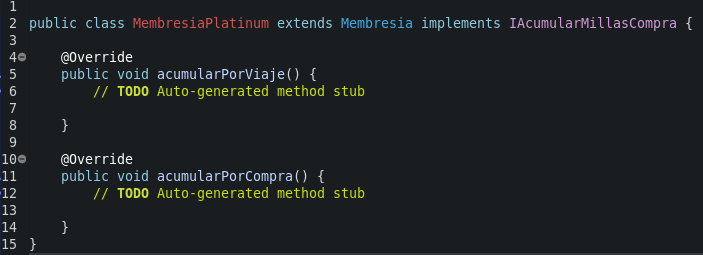 1
2 public class MembresiaPlatinum extends Membresia implements IAcumularMillasCompra {
3
4 @Override
5 public void acumularPorViaje() {
6 // TODO Auto-generated method stub
7
8 }
9
10 @Override
11 public void acumularPorCompra() {
12 // TODO Auto-generated method stub
13
14 }
15 }